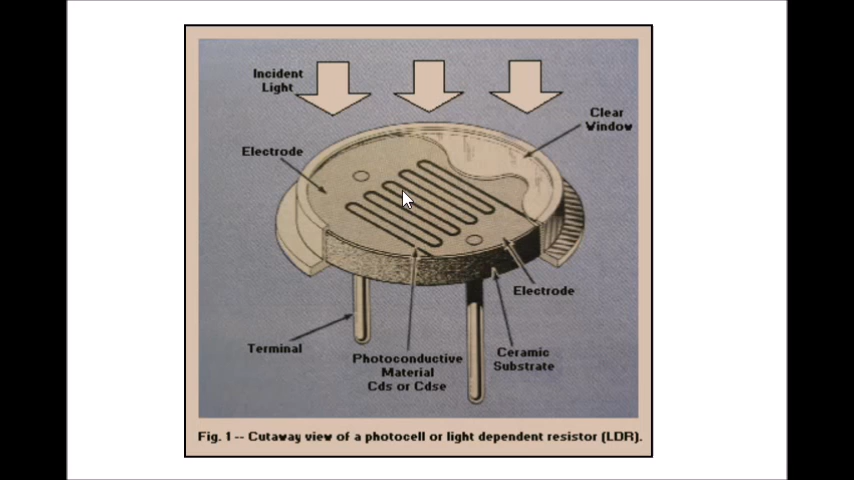 Incident
Light
Clear
Window
Electrode
Electrode
Terminal
Photoconductive
Material
Cds or Cdse
Ceramic
Substrate
Fig. 1 -- Cutaway view of a photocell or light dependent resistor (LDR).